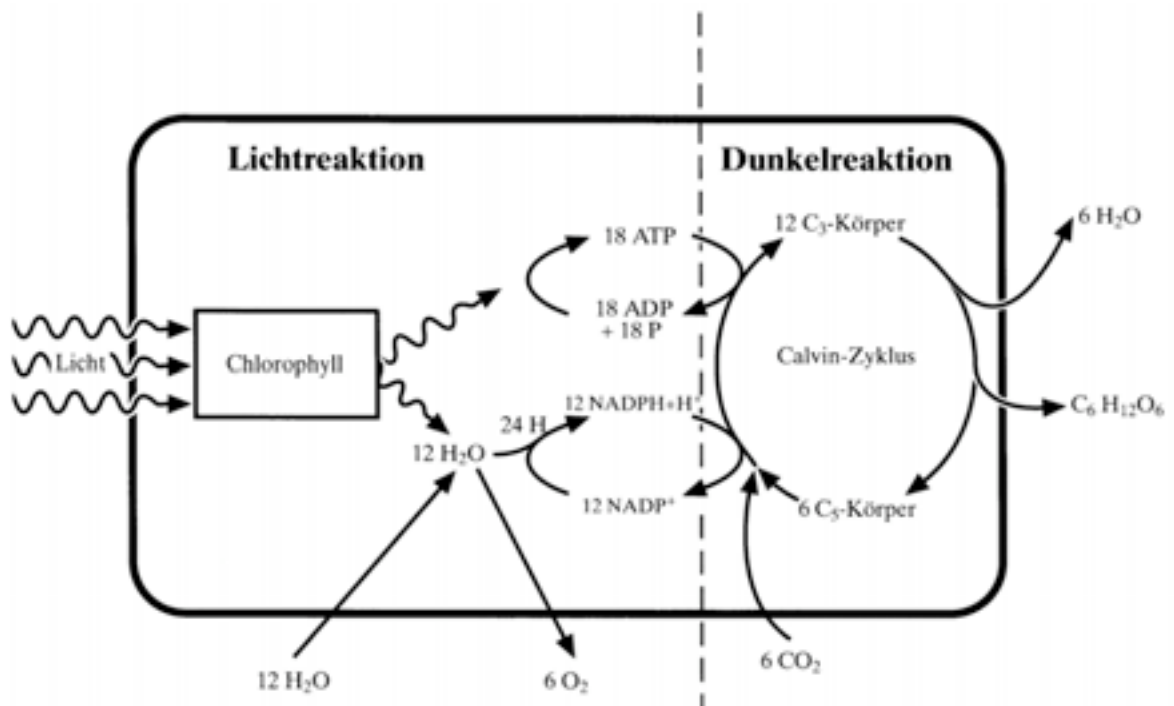 Lichtreaktion
Dunkelreaktion
18 ATP
12 C₃-Körper
6 H₂O
18 ADP
+ 18 P
Licht
Chlorophyll
Calvin-Zyklus
12 NADPH+H⁺
C₆ H₁₂O₆
24 H
12 H₂O
12 NADP⁺
6 C₅-Körper
12 H₂O
6 O₂
6 CO₂